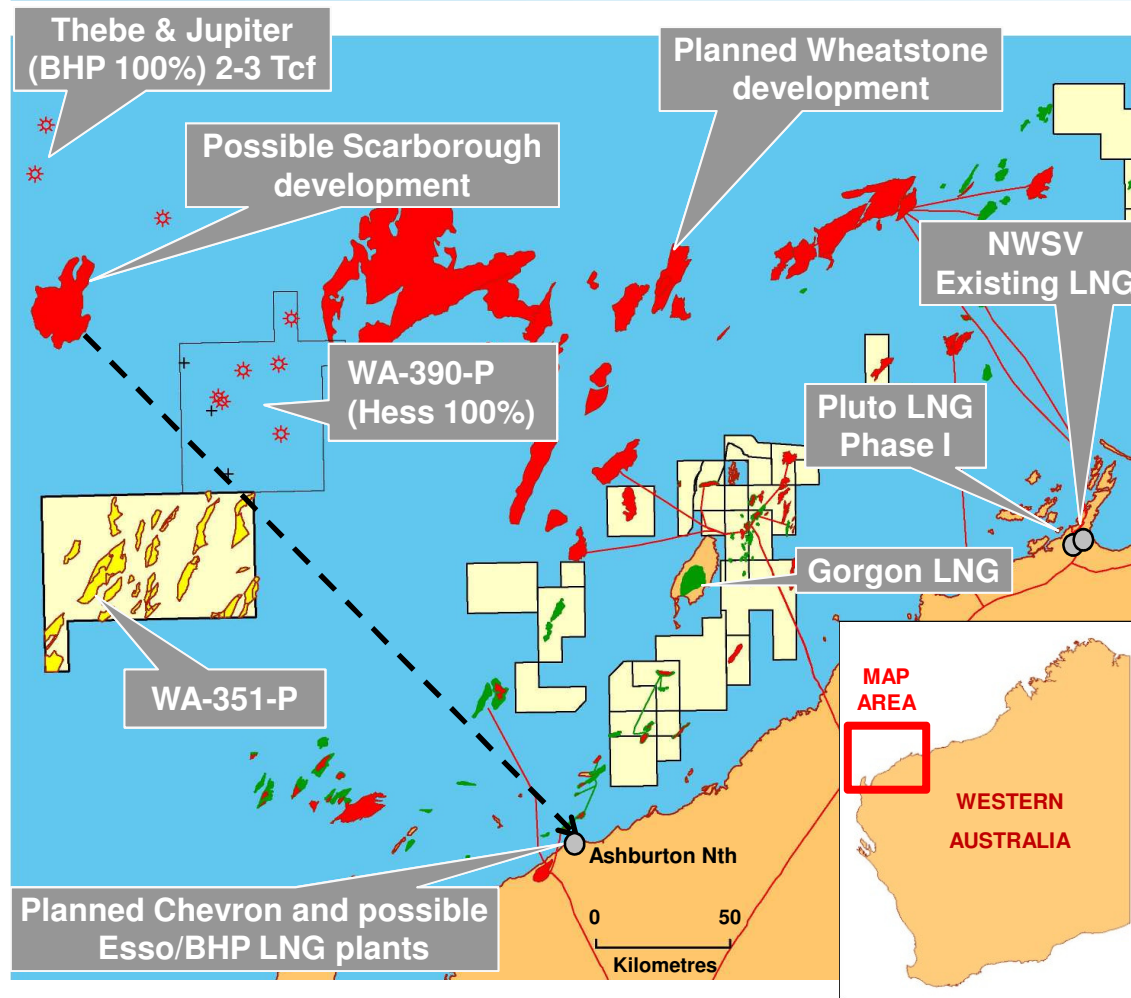 Thebe & Jupiter
(BHP 100%) 2-3 Tcf
Planned Wheatstone
development
Possible Scarborough
development
NWSV
Existing LNG
WA-390-P
(Hess 100%)
Pluto LNG
Phase I
Gorgon LNG
WA-351-P
MAP
AREA
WESTERN
AUSTRALIA
Ashburton Nth
Planned Chevron and possible
Esso/BHP LNG plants
0 50
Kilometres